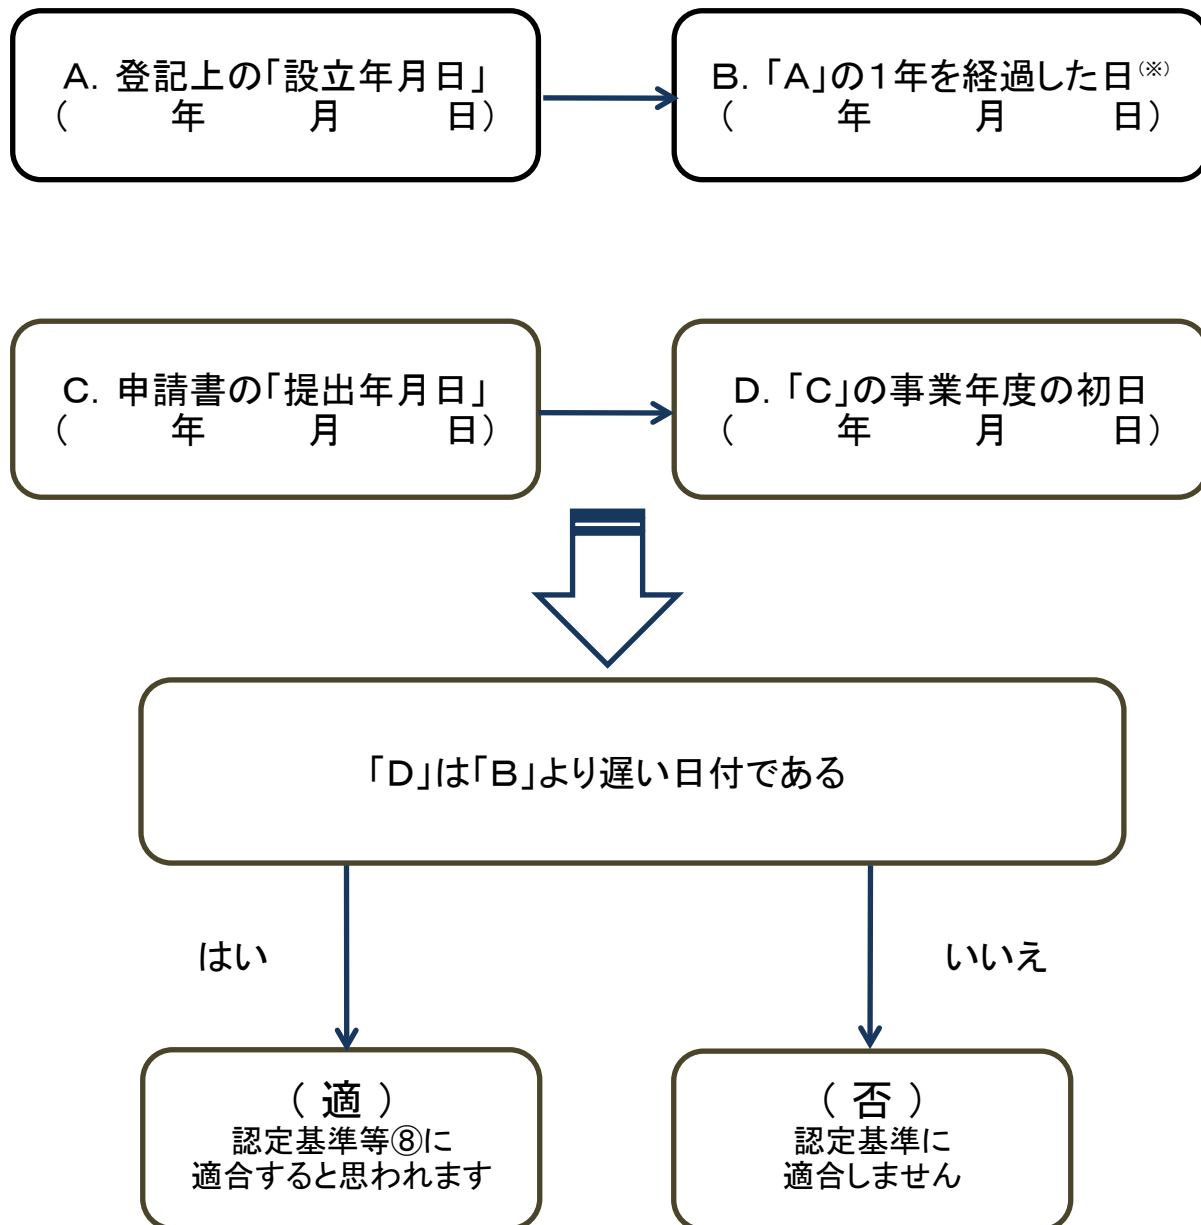 A. 登記上の「設立年月日」
(　　　年　　　月　　　日)
B. 「A」の１年を経過した日(※)
(　　　年　　　月　　　日)
C. 申請書の「提出年月日」
(　　　年　　　月　　　日)
D. 「C」の事業年度の初日
(　　　年　　　月　　　日)
「D」は「B」より遅い日付である
はい
いいえ
( 適 )
認定基準等⑧に
適合すると思われます
( 否 )
認定基準に
適合しません